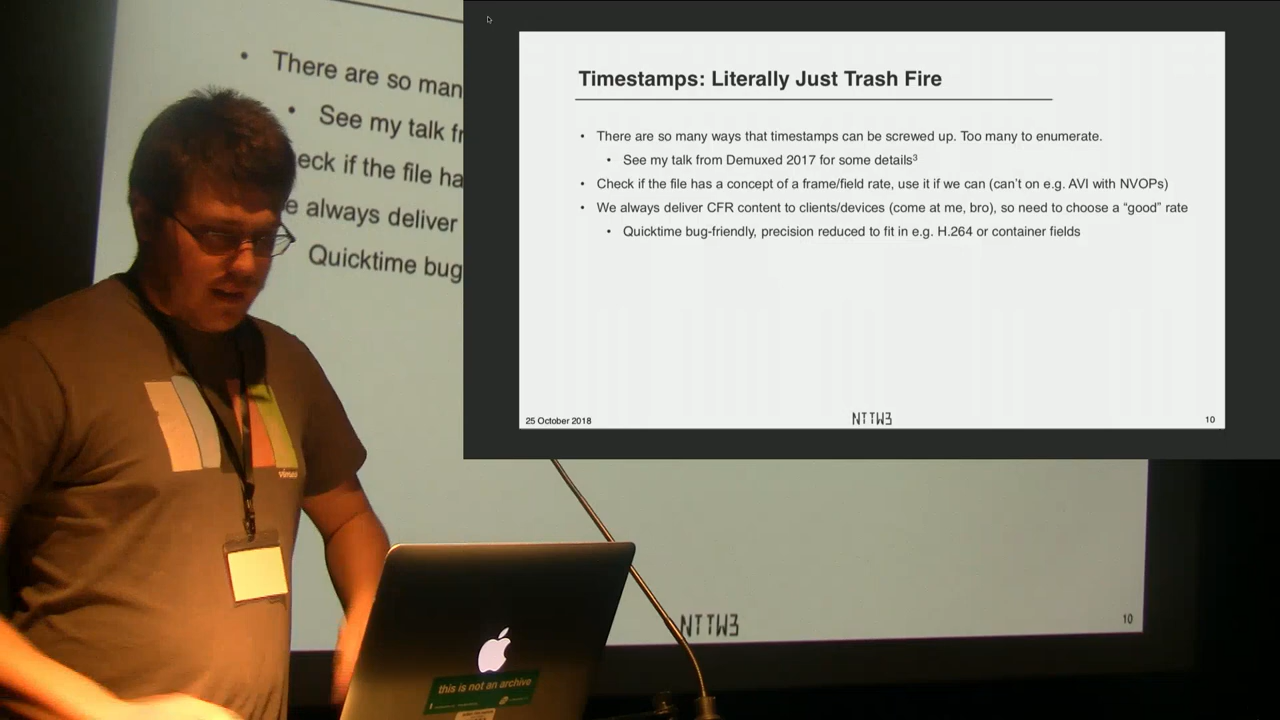 There are so man
See my talk fr
eck if the file ha
e always deliver
Quicktime bug
Timestamps: Literally Just Trash Fire
• There are so many ways that timestamps can be screwed up. Too many to enumerate.
• See my talk from Demuxed 2017 for some details³
• Check if the file has a concept of a frame/field rate, use it if we can (can't on e.g. AVI with NVOPs)
• We always deliver CFR content to clients/devices (come at me, bro), so need to choose a “good” rate
• Quicktime bug-friendly, precision reduced to fit in e.g. H.264 or container fields
25 October 2018
NTTW3
10
vimeo
NTTW3
10
this is not an archive